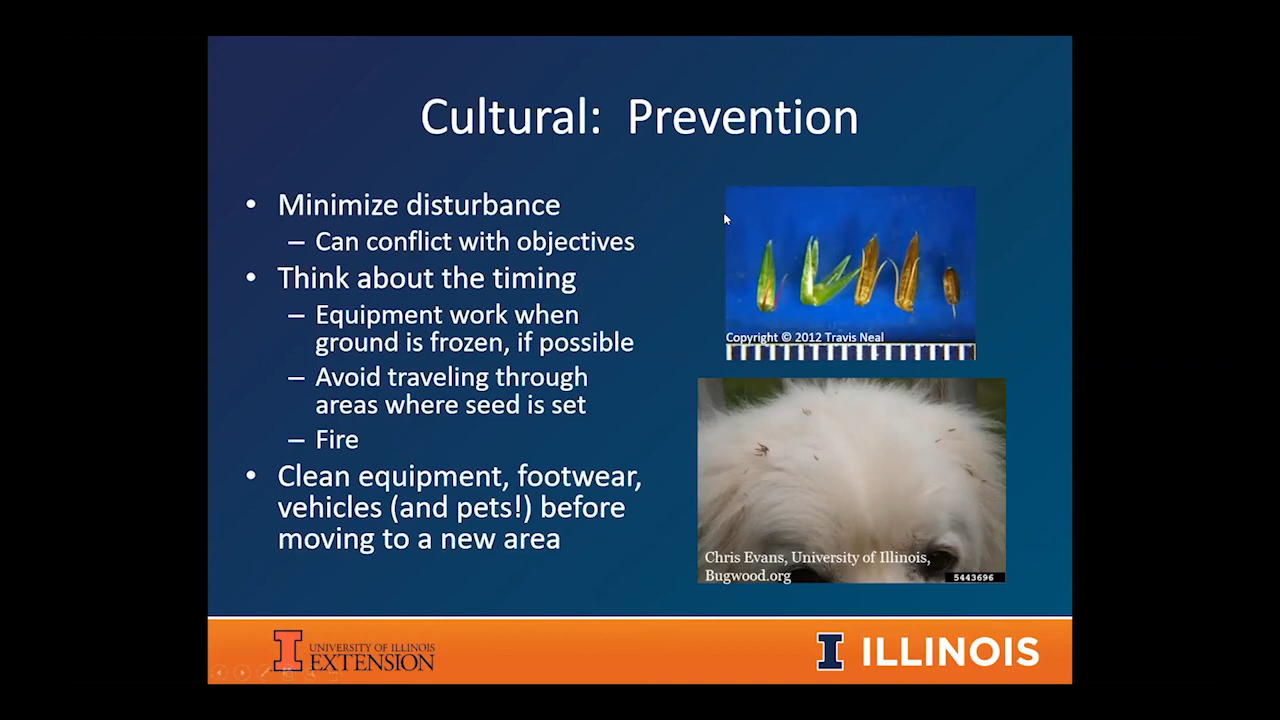 Cultural: Prevention
• Minimize disturbance
– Can conflict with objectives
• Think about the timing
– Equipment work when
ground is frozen, if possible
– Avoid traveling through
areas where seed is set
– Fire
• Clean equipment, footwear,
vehicles (and pets!) before
moving to a new area
Copyright © 2012 Travis Neal
Chris Evans, University of Illinois,
Bugwood.org
5443696
I UNIVERSITY OF ILLINOIS
EXTENSION
I ILLINOIS